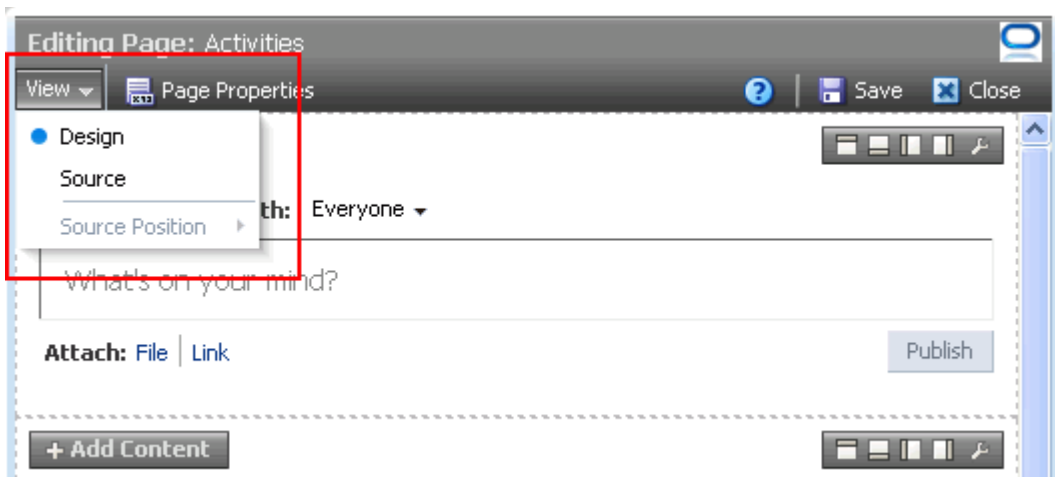 Editing Page: Activities
View Page Properties Save Close
Design
Source
th: Everyone
Source Position
What's on your mind?
Attach: File Link Publish
+ Add Content